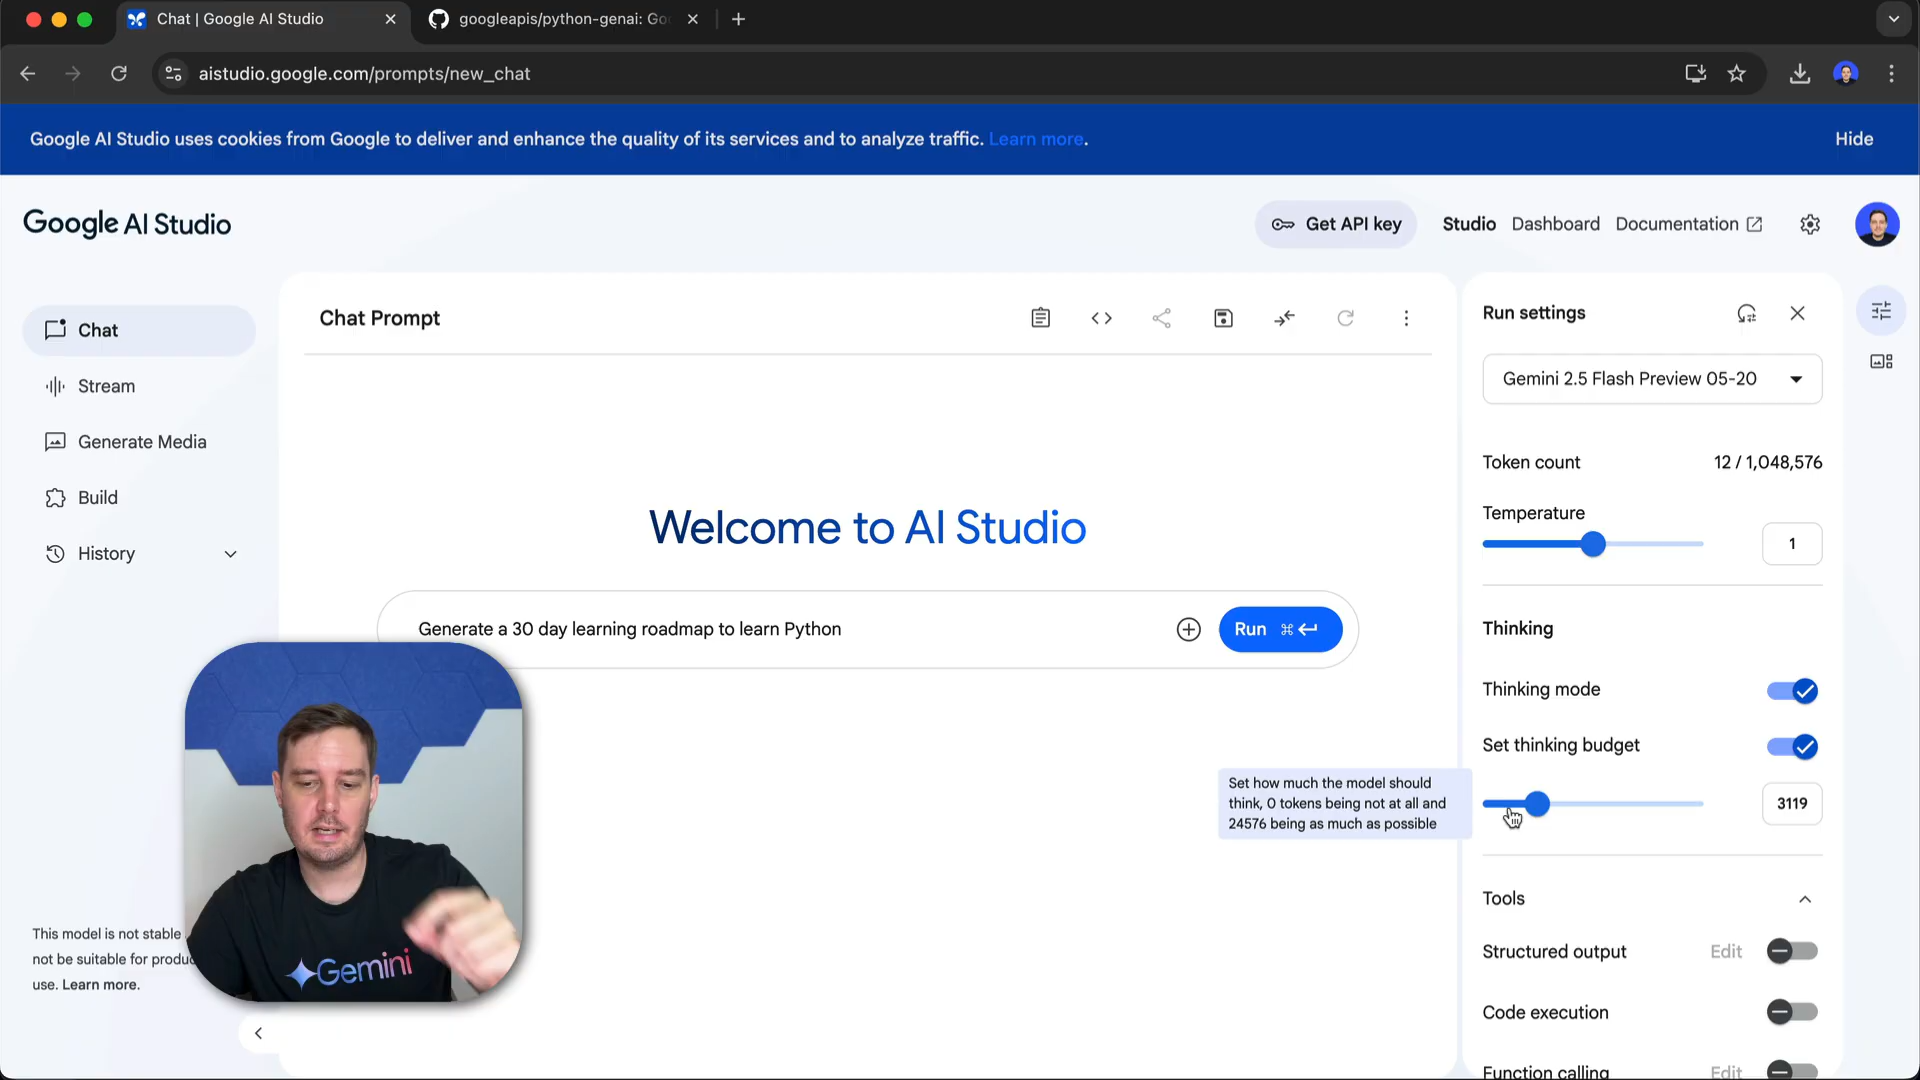 Chat | Google AI Studio
googleapis/python-genai: Go
aistudio.google.com/prompts/new_chat
Google AI Studio uses cookies from Google to deliver and enhance the quality of its services and to analyze traffic. Learn more.
Hide
Google AI Studio
Get API key
Studio
Dashboard
Documentation
Chat
Stream
Generate Media
Build
History
This model is not stable
not be suitable for produc
use. Learn more.
Chat Prompt
Welcome to AI Studio
Generate a 30 day learning roadmap to learn Python
Run ⌘
Gemini
Run settings
Gemini 2.5 Flash Preview 05-20
Token count
12 / 1,048,576
Temperature
1
Thinking
Thinking mode
Set thinking budget
3119
Set how much the model should
think, 0 tokens being not at all and
24576 being as much as possible
Tools
Structured output
Edit
Code execution
Function calling
Edit